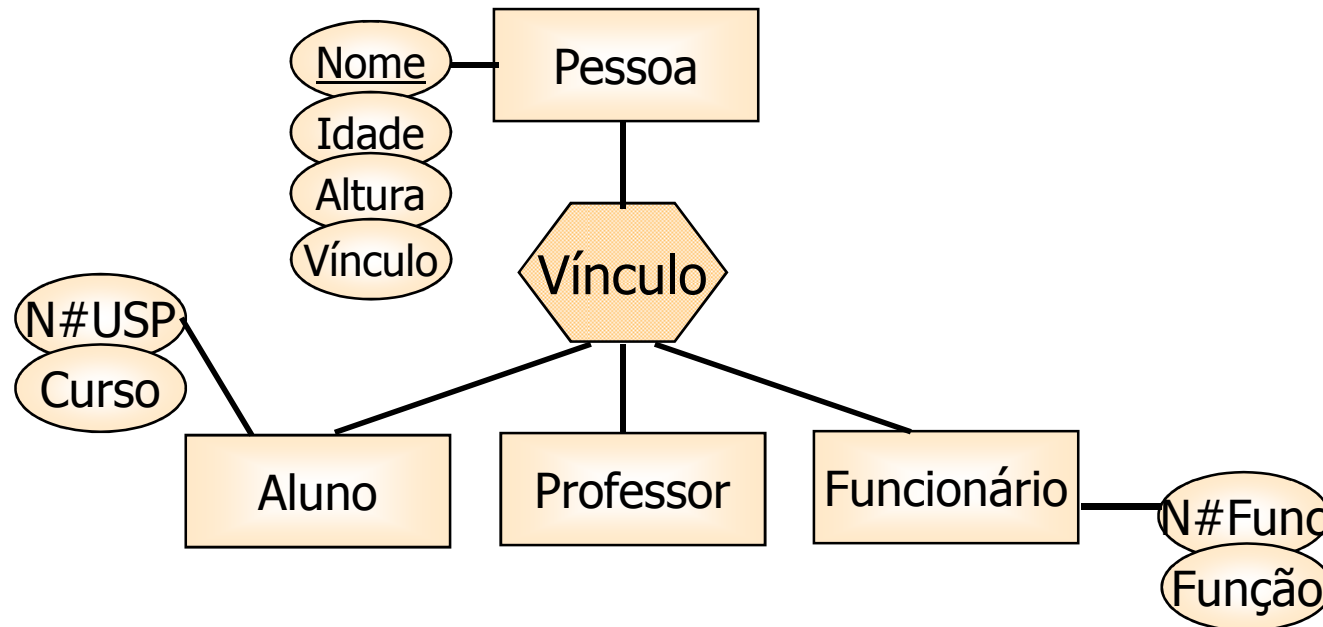 Nome
Pessoa
Idade
Altura
Vínculo
Vínculo
N#USP
Curso
Aluno
Professor
Funcionário
N#Func
Função